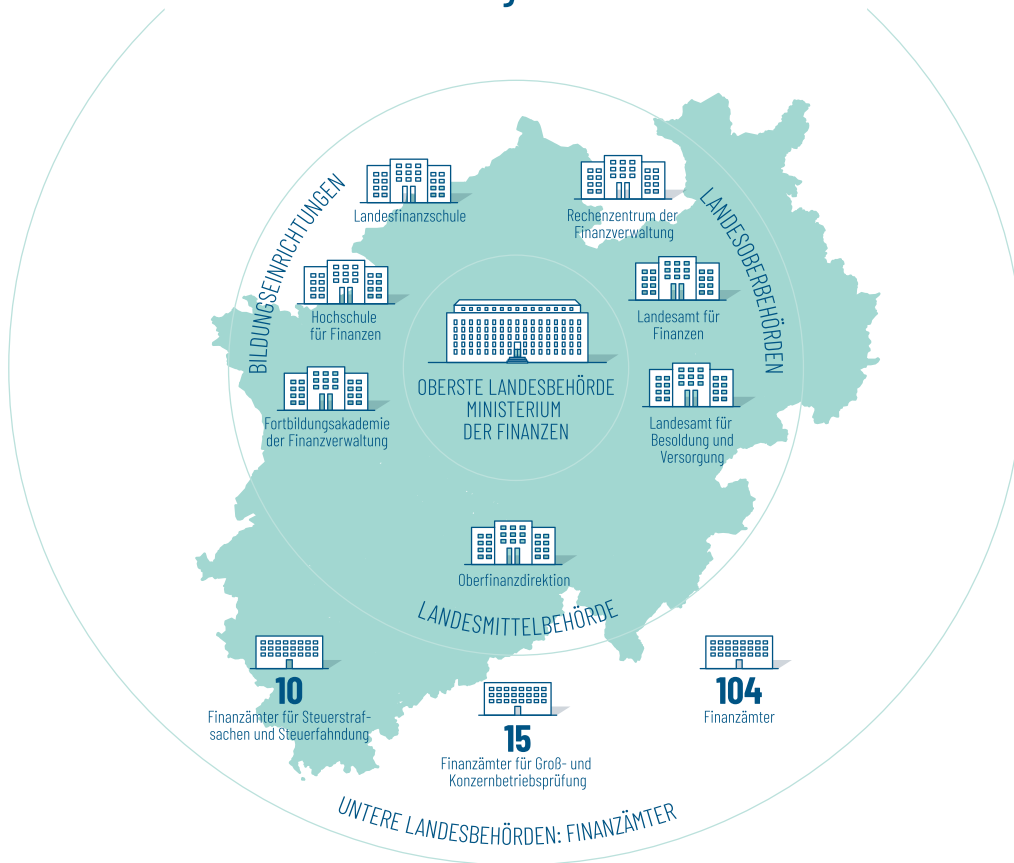 BILDUNGSEINRICHTUNGEN
Landesfinanzschule
Hochschule
für Finanzen
Fortbildungsakademie
der Finanzverwaltung
LANDESOBERBEHÖRDEN
Rechenzentrum der
Finanzverwaltung
Landesamt für
Finanzen
Landesamt für
Besoldung und
Versorgung
OBERSTE LANDESBEHÖRDE
MINISTERIUM
DER FINANZEN
Oberfinanzdirektion
LANDESMITTELBEHÖRDE
10
Finanzämter für Steuerstraf-
sachen und Steuerfahndung
15
Finanzämter für Groß- und
Konzernbetriebsprüfung
104
Finanzämter
UNTERE LANDESBEHÖRDEN: FINANZÄMTER